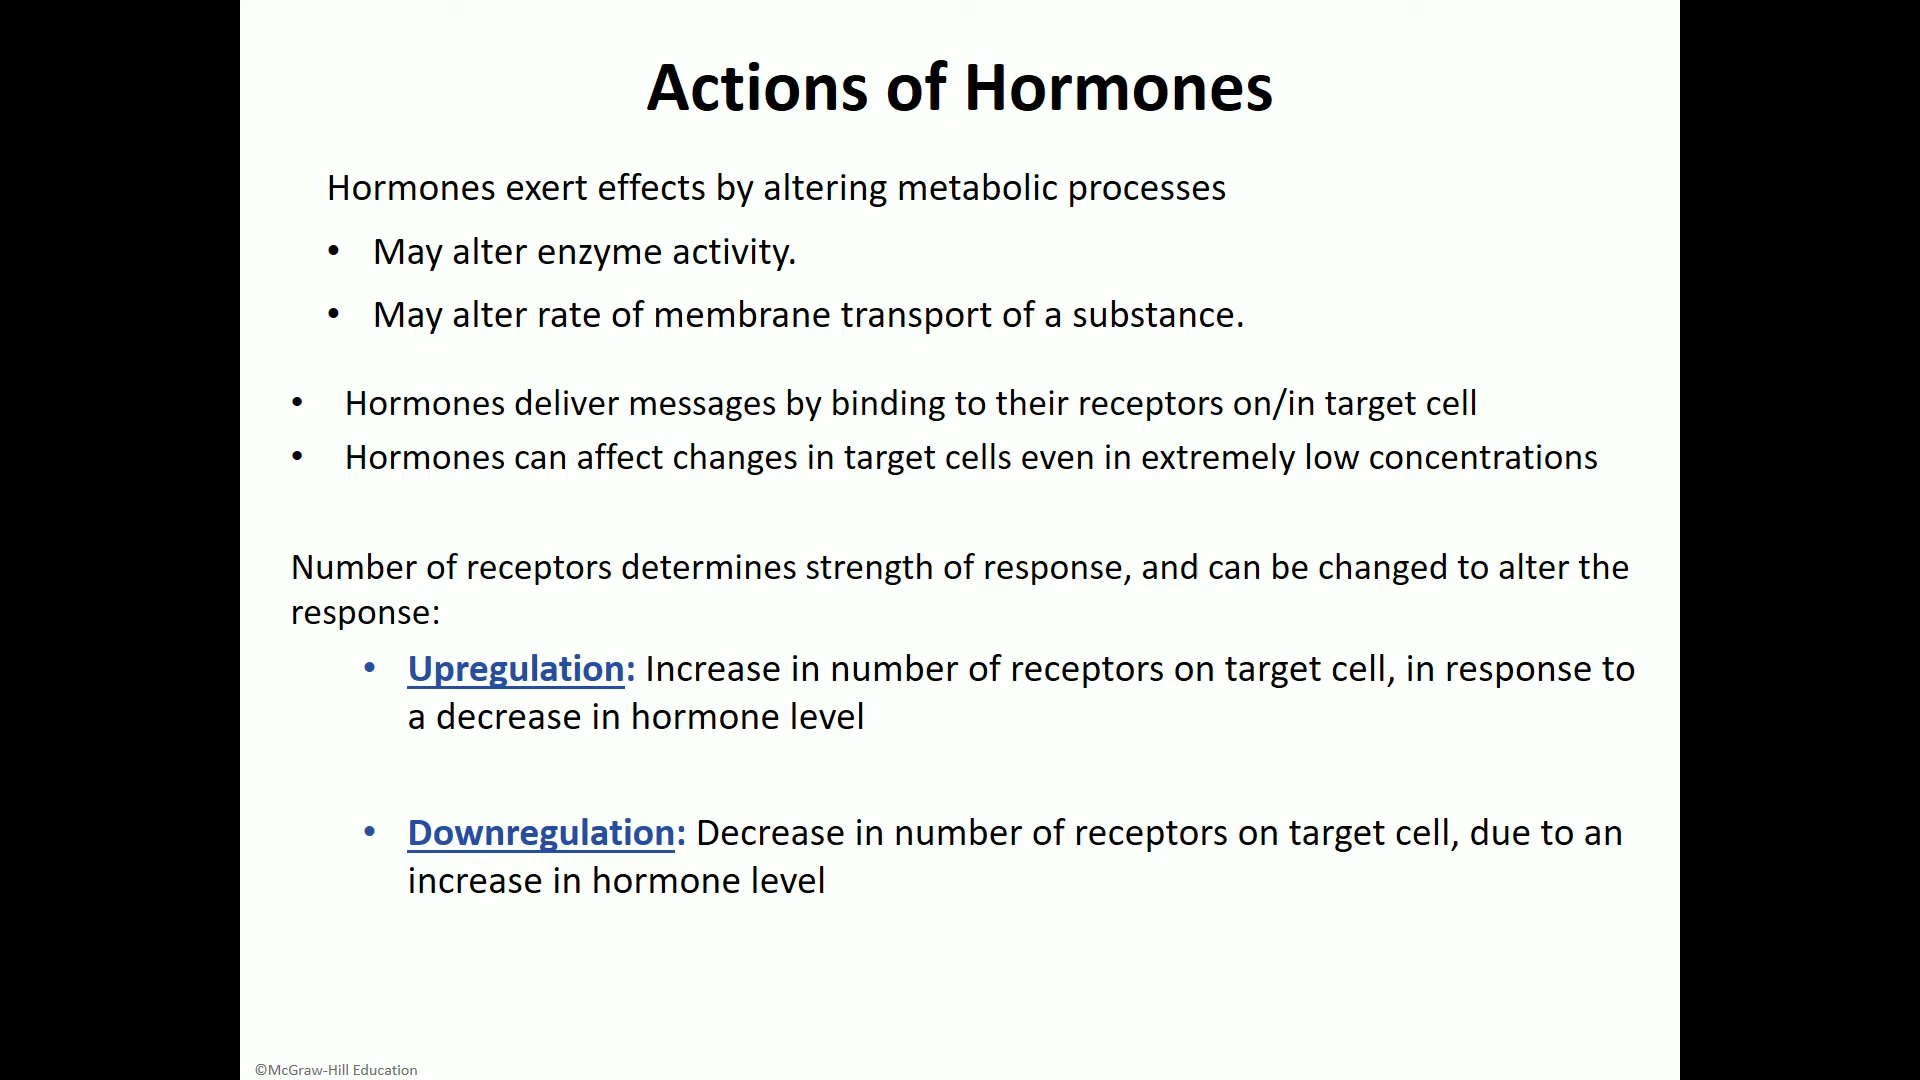 Actions of Hormones
Hormones exert effects by altering metabolic processes
• May alter enzyme activity.
• May alter rate of membrane transport of a substance.
• Hormones deliver messages by binding to their receptors on/in target cell
• Hormones can affect changes in target cells even in extremely low concentrations
Number of receptors determines strength of response, and can be changed to alter the
response:
• Upregulation: Increase in number of receptors on target cell, in response to
a decrease in hormone level
• Downregulation: Decrease in number of receptors on target cell, due to an
increase in hormone level
©McGraw-Hill Education